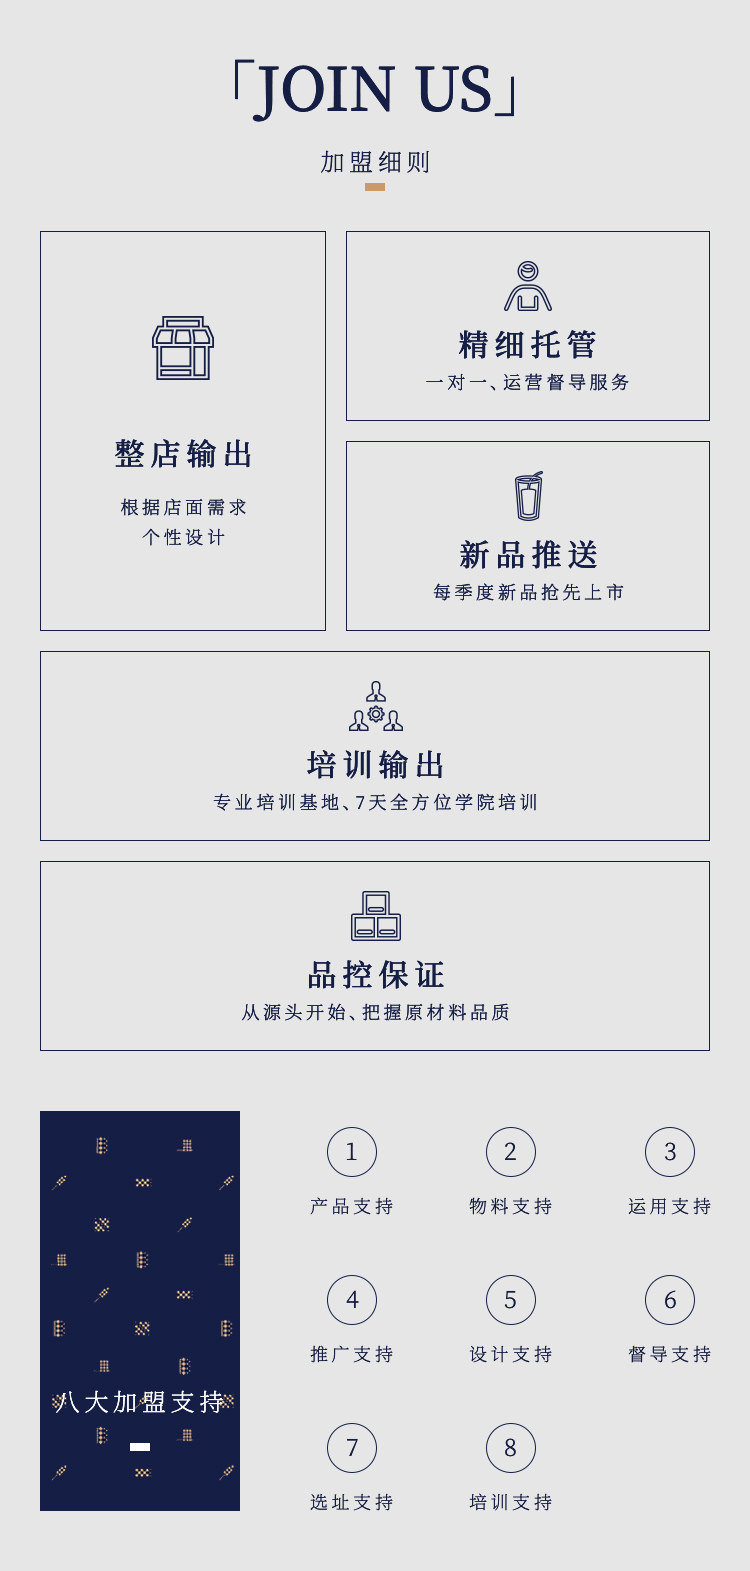 「JOIN US」
加盟细则
整店输出
根据店面需求
个性设计
精细托管
一对一、运营督导服务
新品推送
每季度新品抢先上市
培训输出
专业培训基地、7天全方位学院培训
品控保证
从源头开始、把握原材料品质
八大加盟支持
1
产品支持
2
物料支持
3
运用支持
4
推广支持
5
设计支持
6
督导支持
7
选址支持
8
培训支持